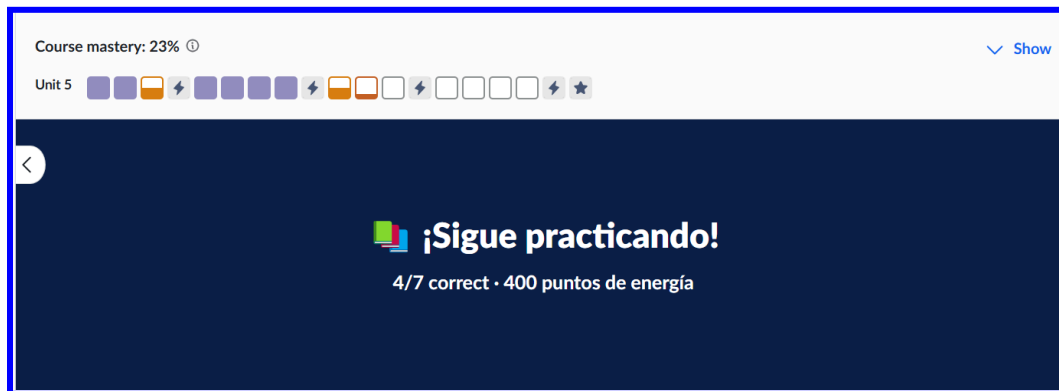 Course mastery: 23%
Show
Unit 5
¡Sigue practicando!
4/7 correct · 400 puntos de energía